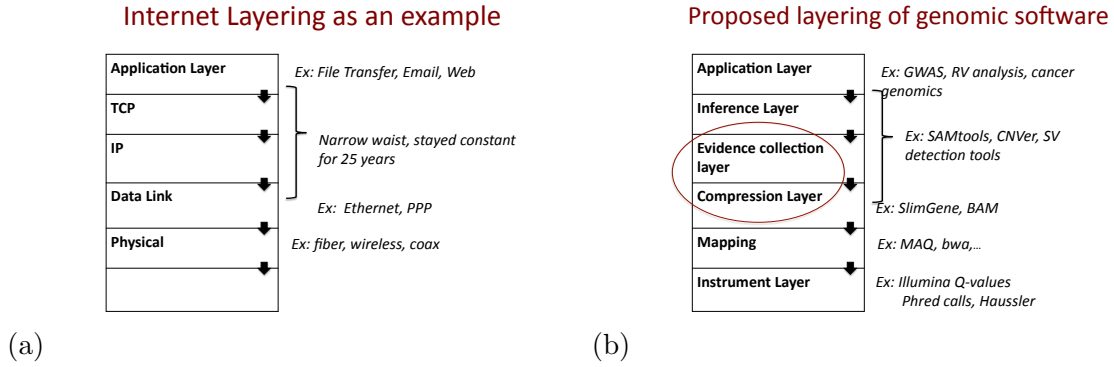 Internet Layering as an example
Application Layer
Ex: File Transfer, Email, Web
TCP
Narrow waist, stayed constant
for 25 years
IP
Data Link
Ex: Ethernet, PPP
Physical
Ex: fiber, wireless, coax
(a)
Proposed layering of genomic software
Application Layer
Ex: GWAS, RV analysis, cancer
genomics
Inference Layer
Ex: SAMtools, CNVer, SV
detection tools
Evidence collection
layer
Compression Layer
Ex: SlimGene, BAM
Mapping
Ex: MAQ, bwa,...
Instrument Layer
Ex: Illumina Q-values
Phred calls, Haussler
(b)